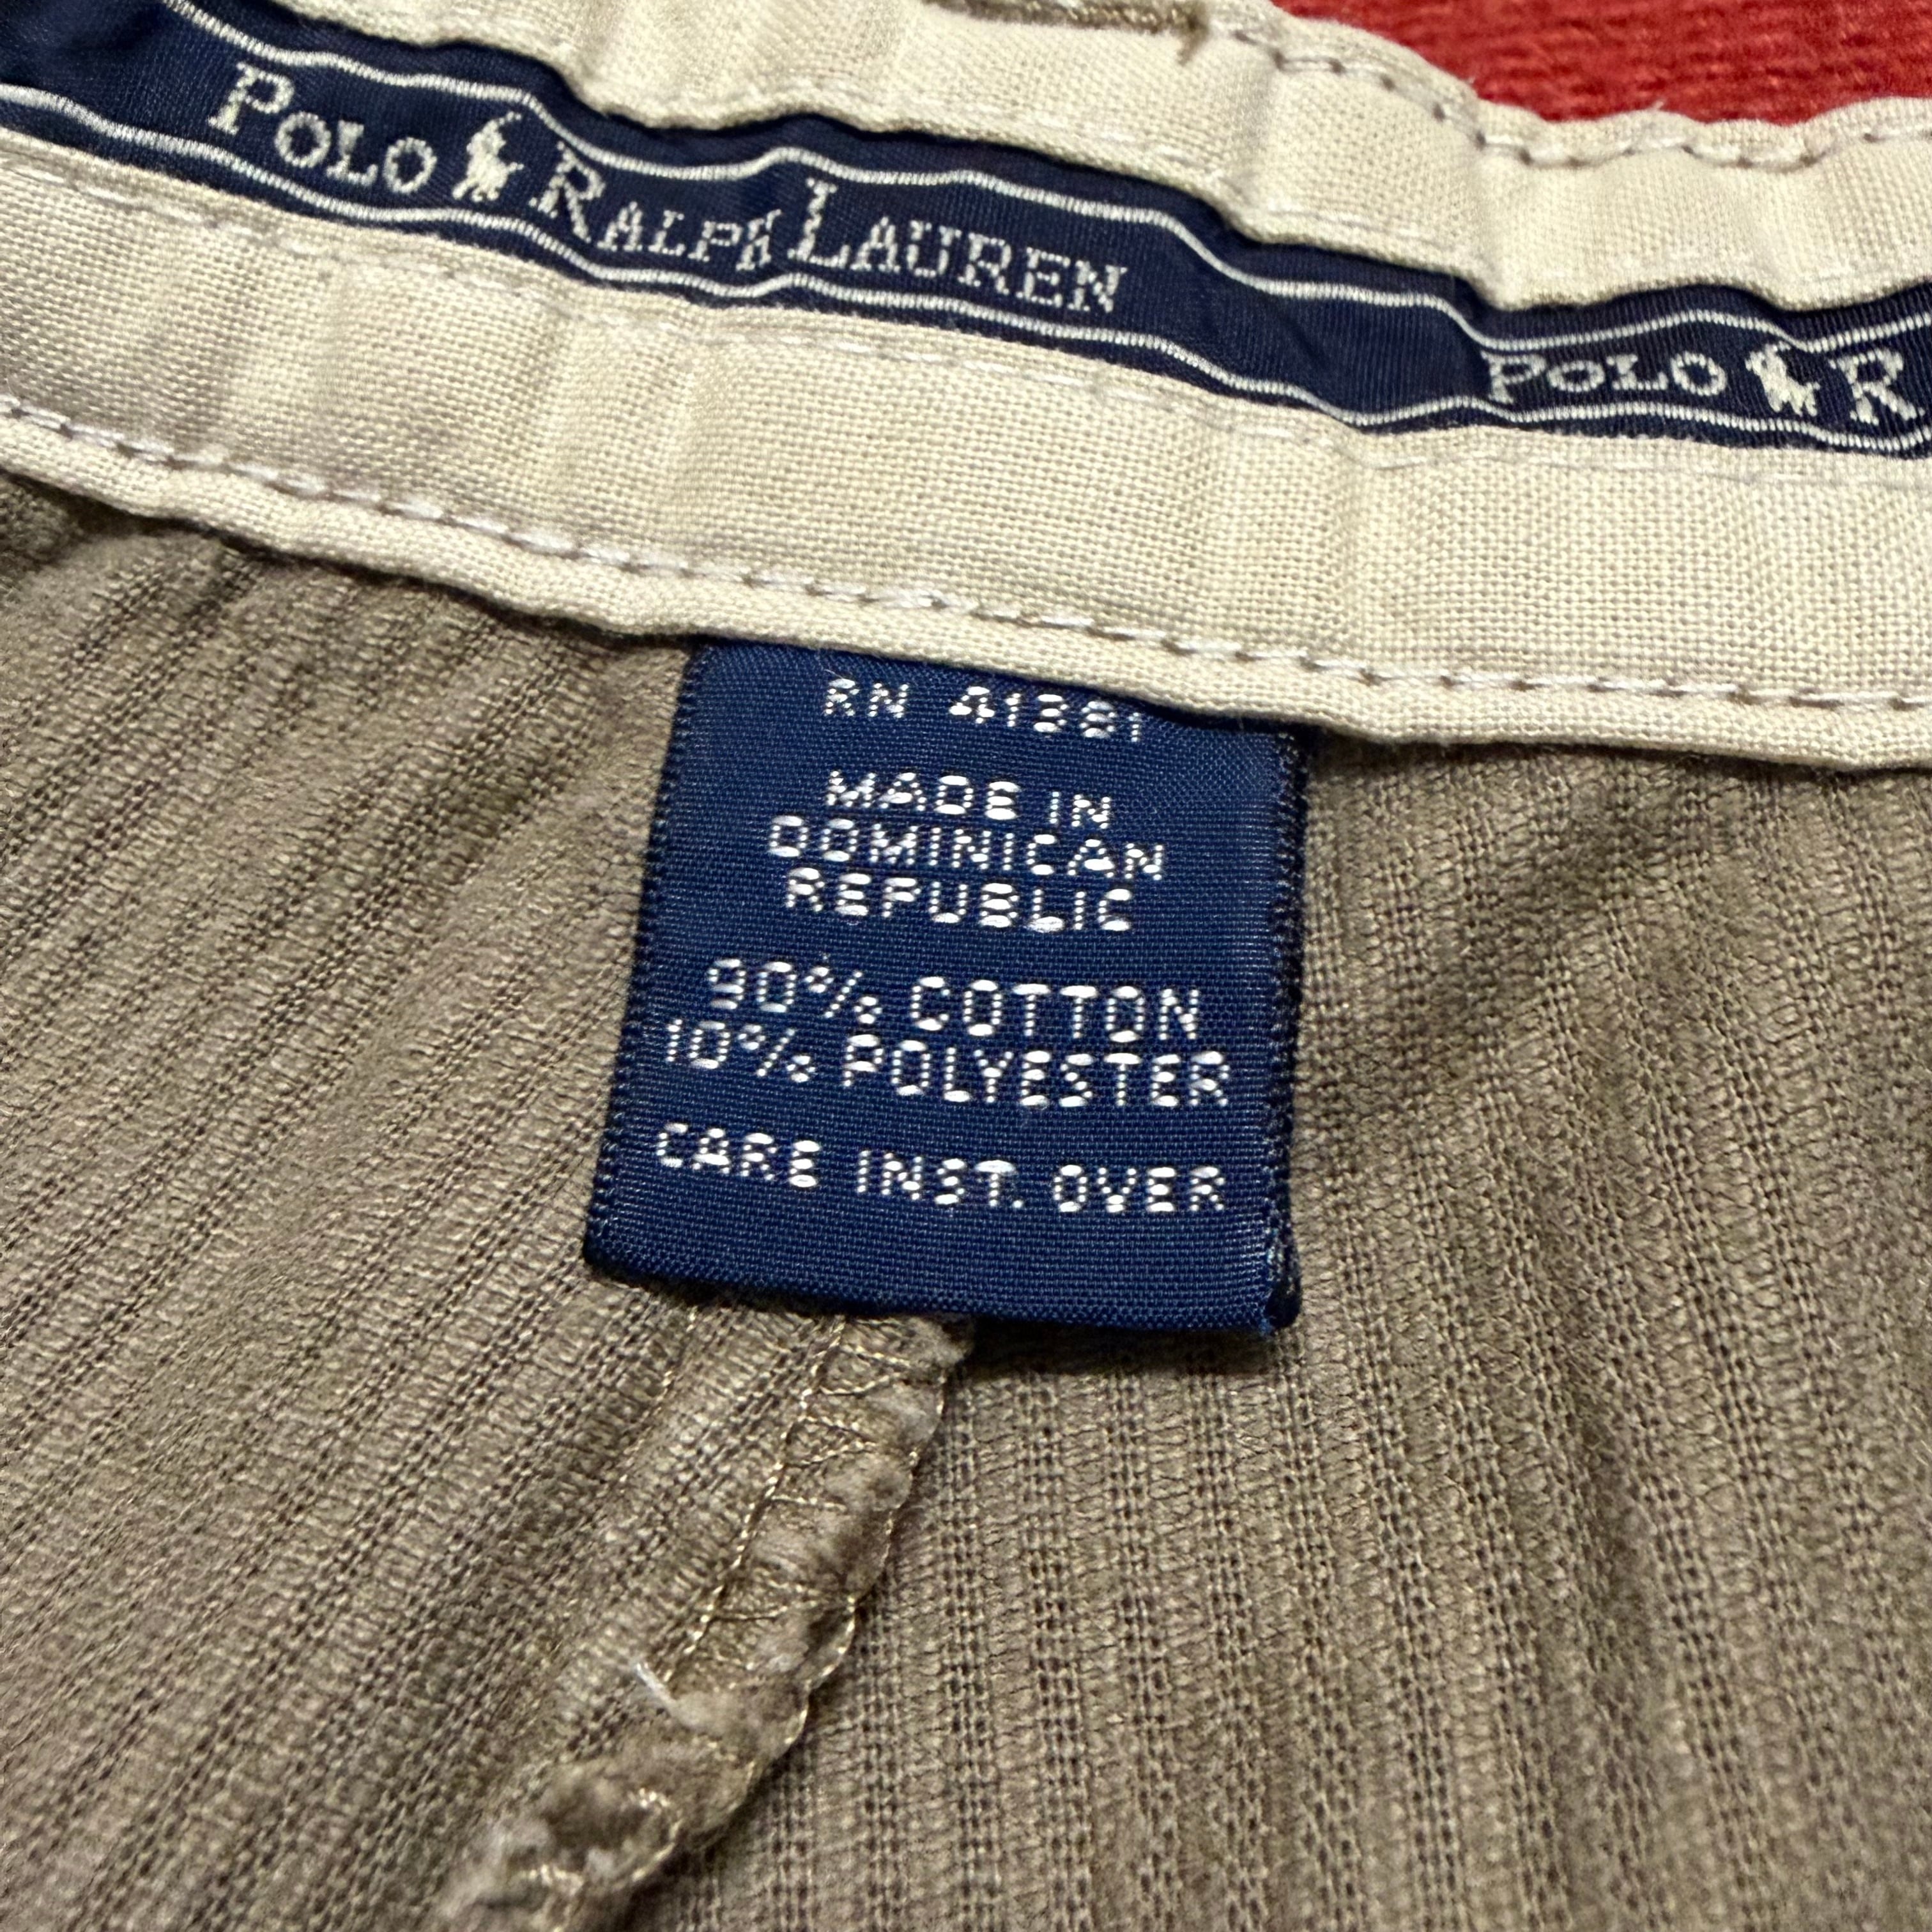 POLO RALPH LAUREN
POLO R
RN 41381
MADE IN
DOMINICAN
REPUBLIC
90% COTTON
10% POLYESTER
CARE INST. OVER